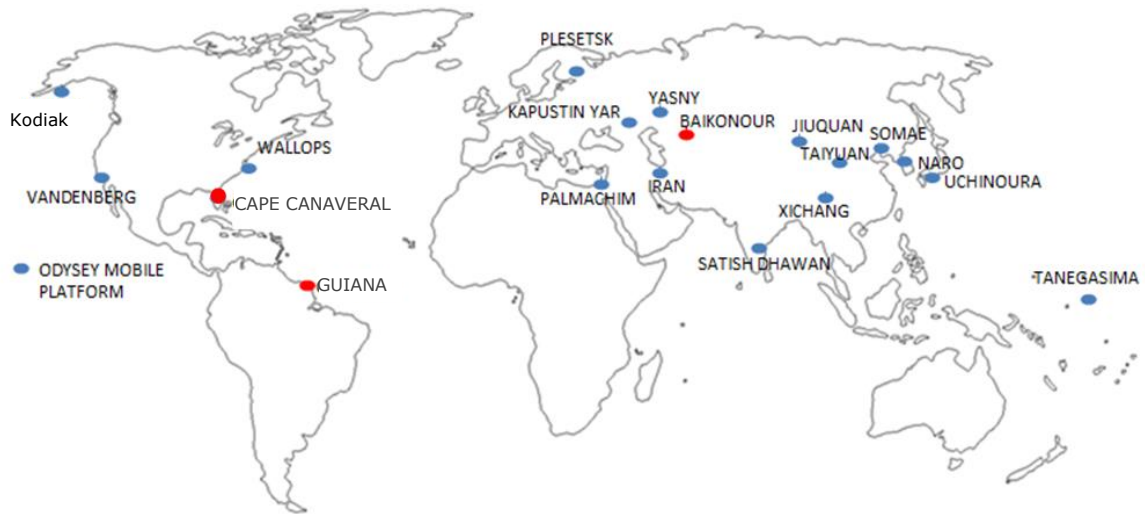 PLESETSK
YASNY
KAPUSTIN YAR
BAIKONOUR
Kodiak
JIUQUAN
SOMAE
WALLOPS
TAIYUAN
NARO
VANDENBERG
IRAN
UCHINOURA
PALMACHIM
CAPE CANAVERAL
XICHANG
SATISH DHAWAN
ODYSEY MOBILE
PLATFORM
TANEGASIMA
GUIANA